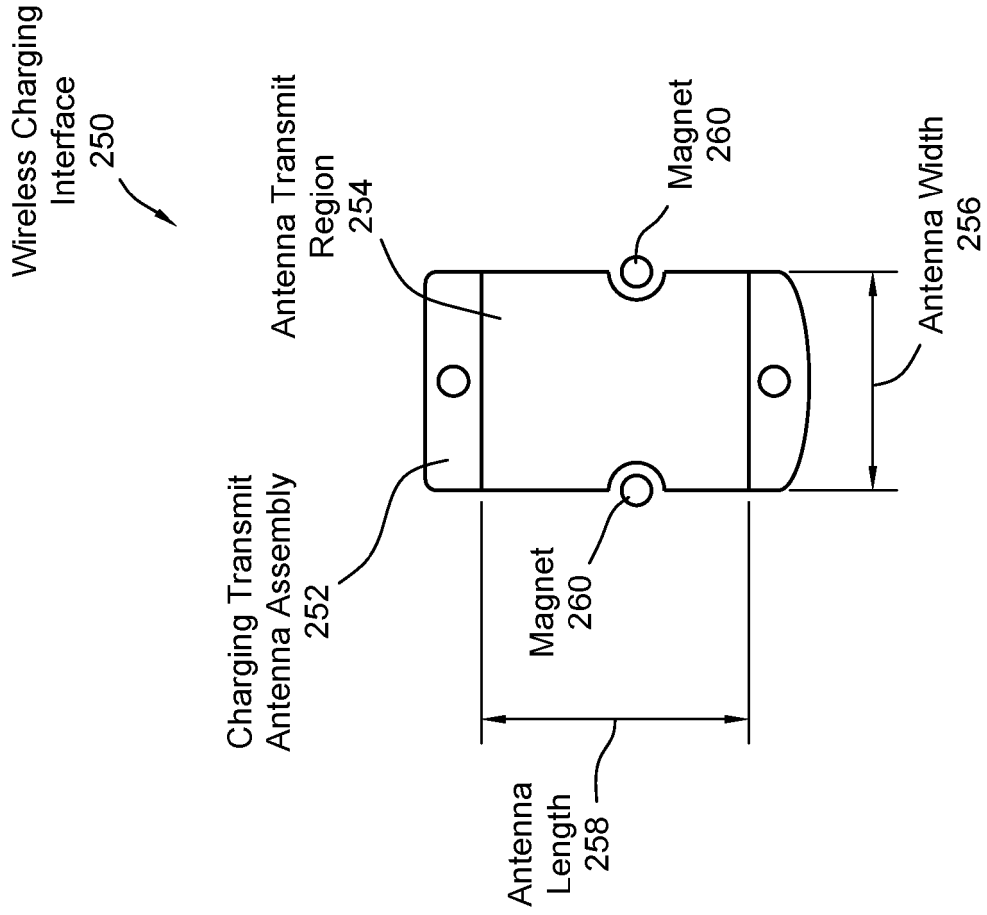 Wireless Charging
Interface
250
Antenna Transmit
Region
254
Charging Transmit
Antenna Assembly
252
Magnet
260
Magnet
260
Antenna Width
256
Antenna
Length
258